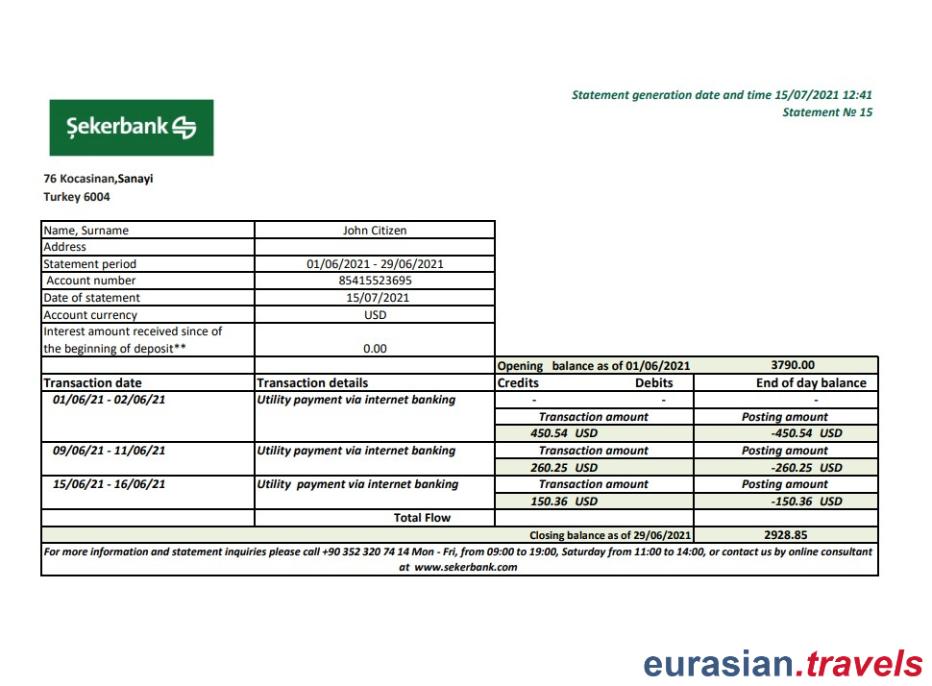 Statement generation date and time 15/07/2021 12:41
Statement № 15
Şekerbank
76 Kocasinan,Sanayi
Turkey 6004
Name, Surname John Citizen
Address
Statement period 01/06/2021 - 29/06/2021
Account number 85415523695
Date of statement 15/07/2021
Account currency USD
Interest amount received since of
the beginning of deposit** 0.00
Opening balance as of 01/06/2021 3790.00
Transaction date Transaction details Credits Debits End of day balance
01/06/21 - 02/06/21 Utility payment via internet banking - - -
Transaction amount Posting amount
450.54 USD -450.54 USD
09/06/21 - 11/06/21 Utility payment via internet banking Transaction amount Posting amount
260.25 USD -260.25 USD
15/06/21 - 16/06/21 Utility payment via internet banking Transaction amount Posting amount
150.36 USD -150.36 USD
Total Flow
Closing balance as of 29/06/2021 2928.85
For more information and statement inquiries please call +90 352 320 74 14 Mon - Fri, from 09:00 to 19:00, Saturday from 11:00 to 14:00, or contact us by online consultant
at www.sekerbank.com
eurasian.travels